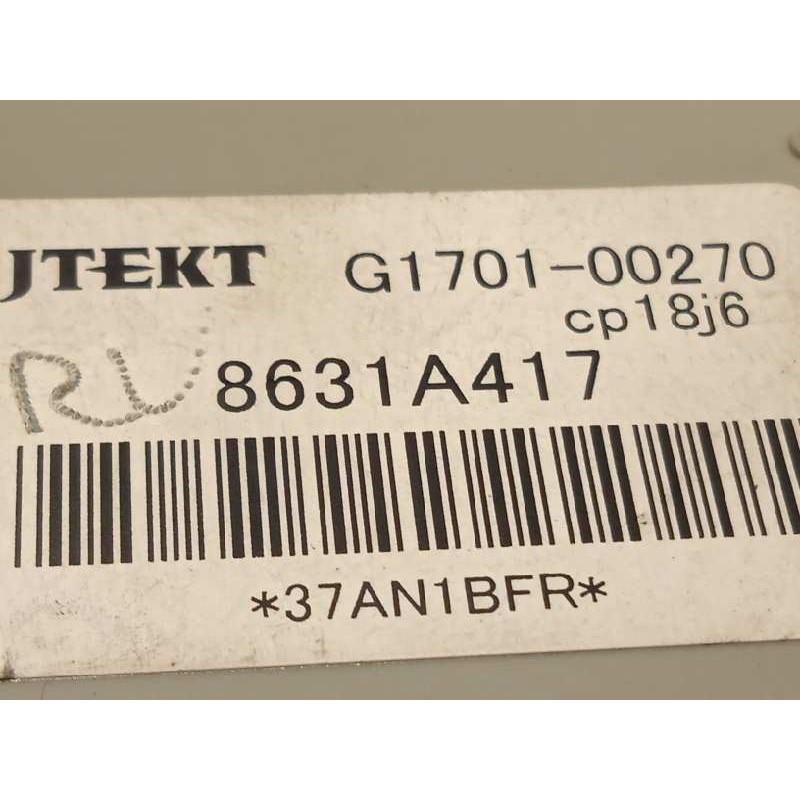 JTEKT G1701-00270
cp18j6
8631A417
*37AN1BFR*